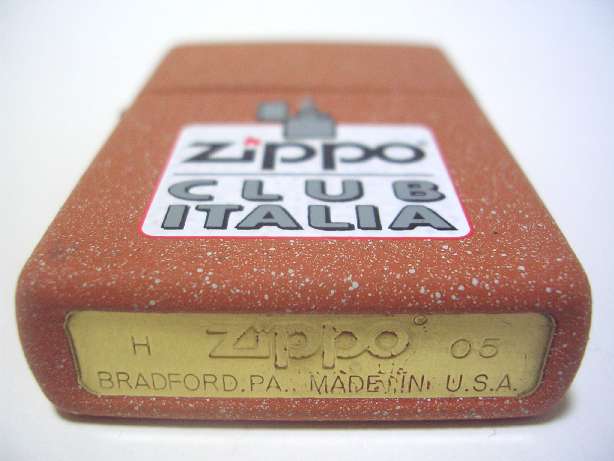 zippo
CLUB
ITALIA
H zippo 05
BRADFORD.PA. MADE IN U.S.A.